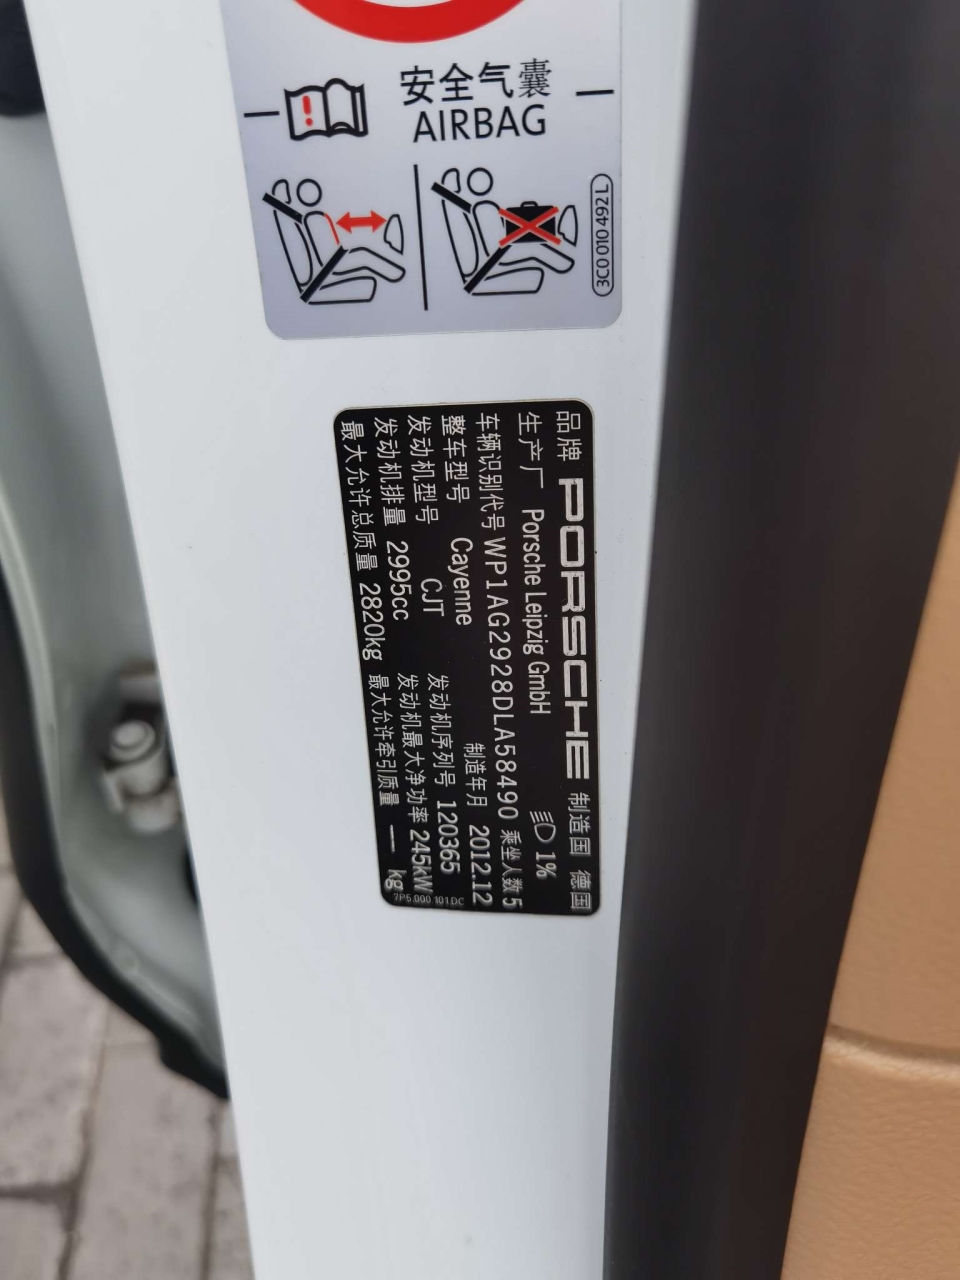 安全气囊
AIRBAG
3C0 010 492 L
品牌 PORSCHE 制造国 德国
生产厂 Porsche Leipzig GmbH 1%
车辆识别代号 WP1AG2928DLA58490 乘坐人数 5
整车型号 Cayenne 制造年月 2012.12
发动机型号 CJT 发动机序列号 120365
发动机排量 2995cc 发动机最大净功率 245kW
最大允许总质量 2820kg 最大允许牵引质量 — kg
7P5.000 101.DC